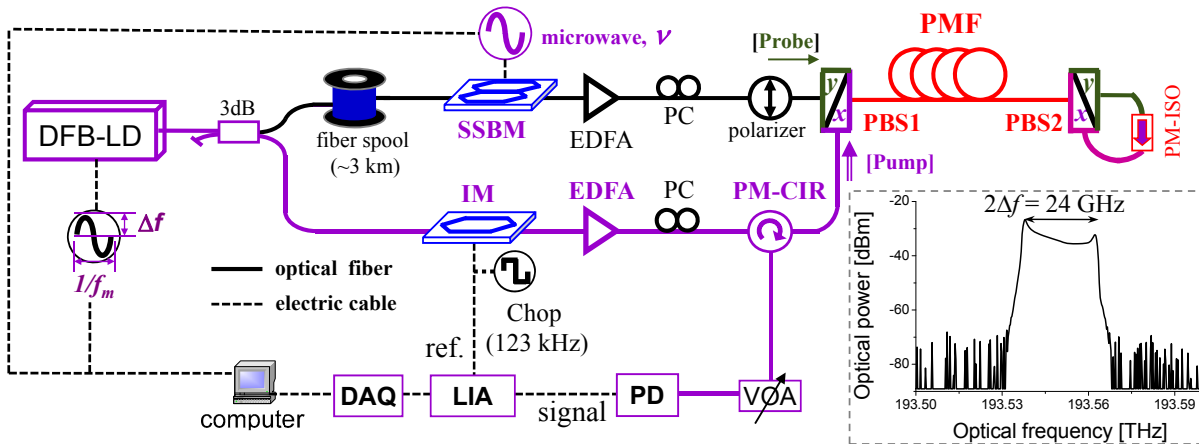 microwave, ν
[Probe]
PMF
3dB
DFB-LD
fiber spool
(~3 km)
SSBM
EDFA
PC
polarizer
y
x
PBS1
PBS2
y
x
PM-ISO
[Pump]
IM
EDFA
PC
PM-CIR
Δf
1/fm
optical fiber
electric cable
Chop
(123 kHz)
ref.
computer
DAQ
LIA
signal
PD
VOA
2Δf = 24 GHz
Optical power [dBm]
-20
-40
-60
-80
193.50
193.53
193.56
193.59
Optical frequency [THz]